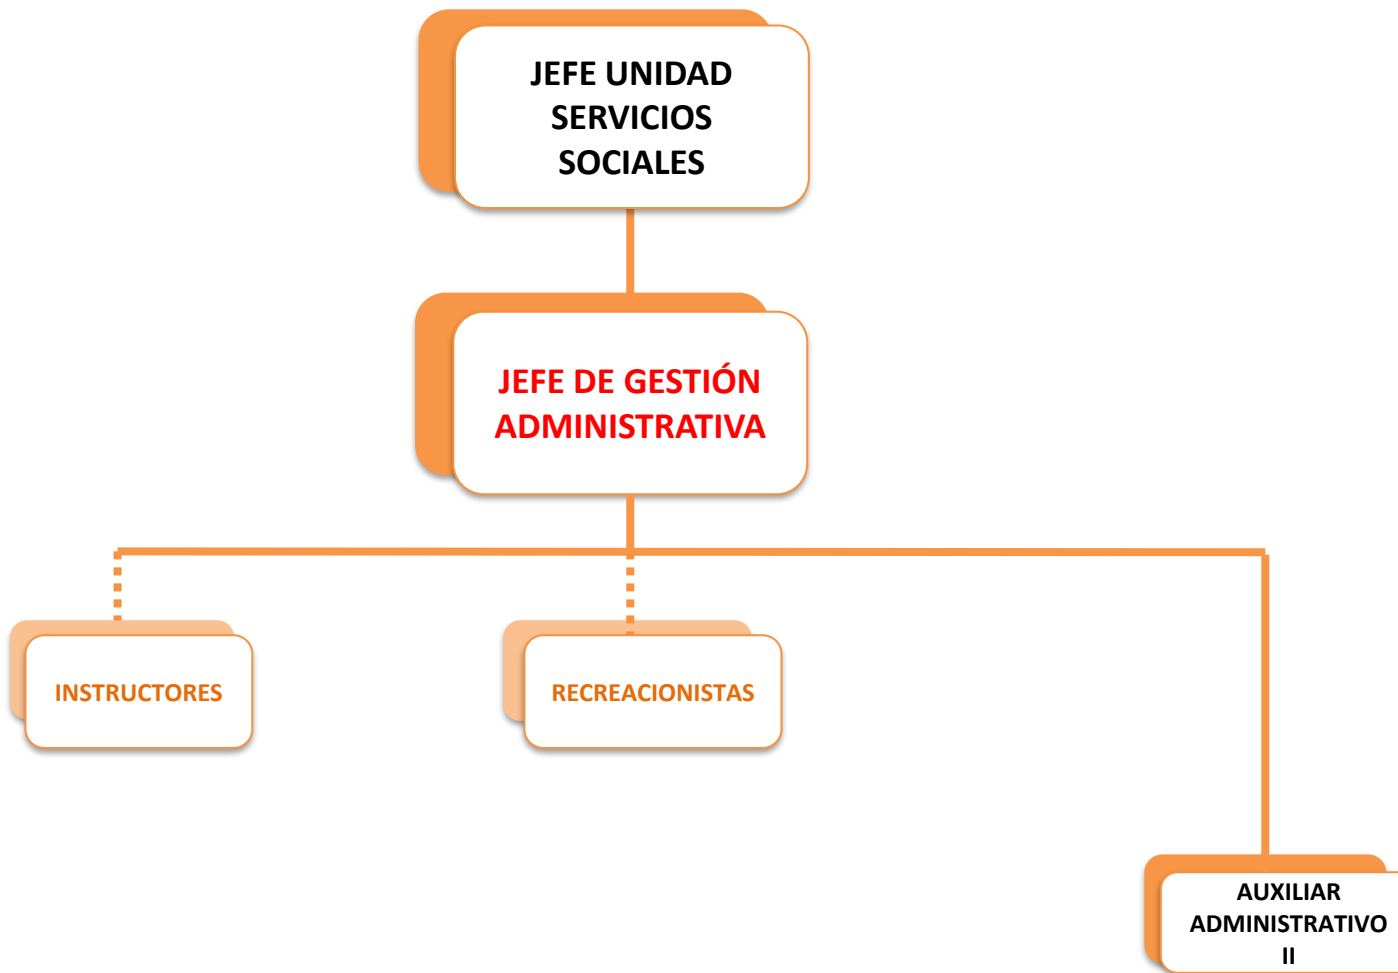 JEFE UNIDAD
SERVICIOS
SOCIALES
JEFE DE GESTIÓN
ADMINISTRATIVA
INSTRUCTORES
RECREACIONISTAS
AUXILIAR
ADMINISTRATIVO
II